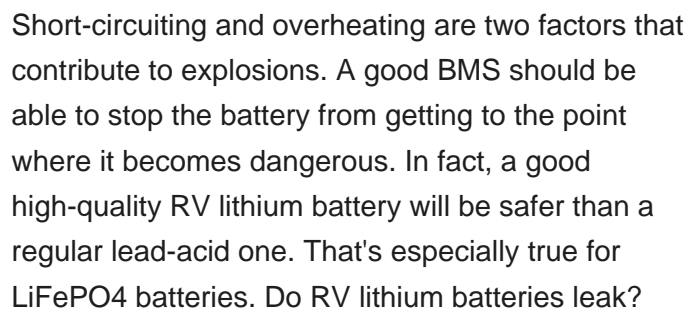 Short-circuiting and overheating are two factors that
contribute to explosions. A good BMS should be
able to stop the battery from getting to the point
where it becomes dangerous. In fact, a good
high-quality RV lithium battery will be safer than a
regular lead-acid one. That's especially true for
LiFePO4 batteries. Do RV lithium batteries leak?